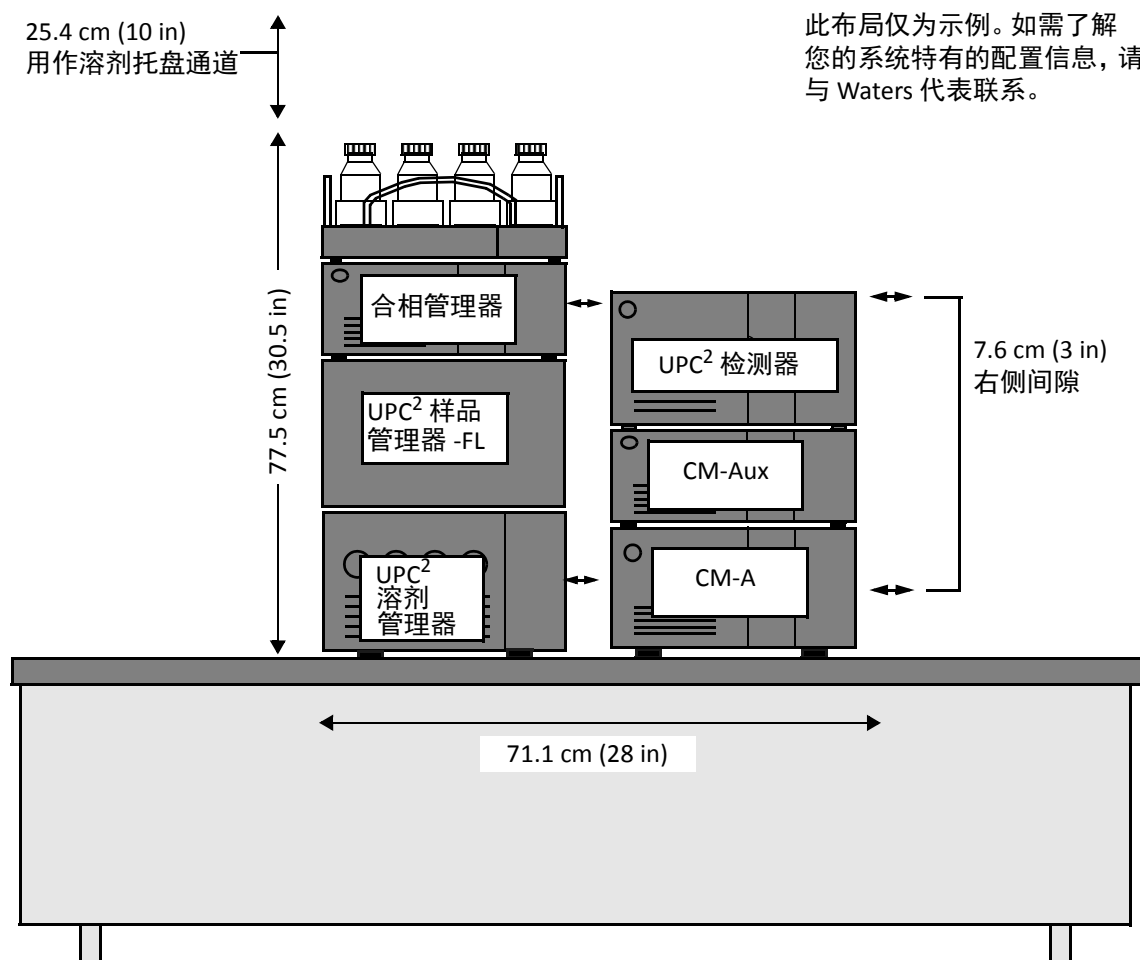 25.4 cm (10 in)
用作溶剂托盘通道
此布局仅为示例。如需了解
您的系统特有的配置信息，请
与 Waters 代表联系。
77.5 cm (30.5 in)
合相管理器
UPC² 样品
管理器 -FL
UPC²
溶剂
管理器
UPC² 检测器
CM-Aux
CM-A
7.6 cm (3 in)
右侧间隙
71.1 cm (28 in)